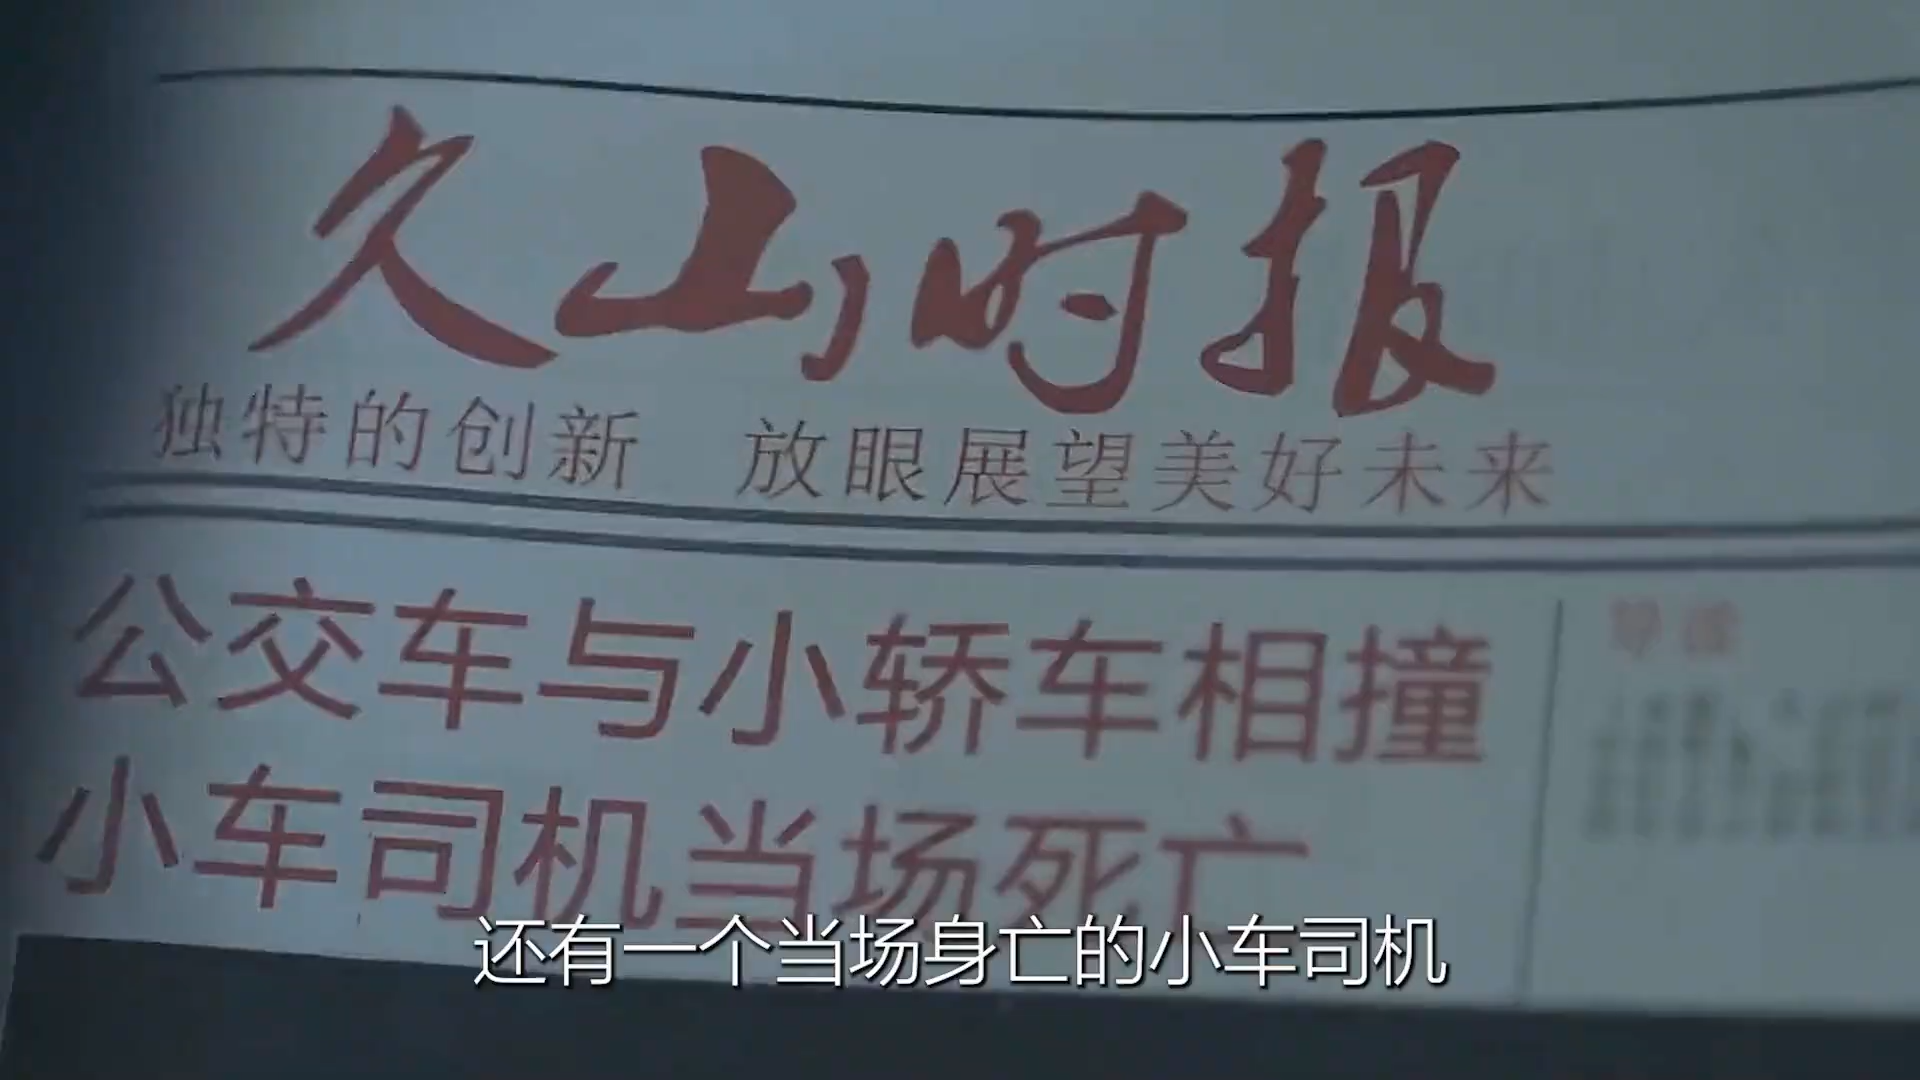 久山时报
独特的创新 放眼展望美好未来
公交车与小轿车相撞
小车司机当场死亡
还有一个当场身亡的小车司机